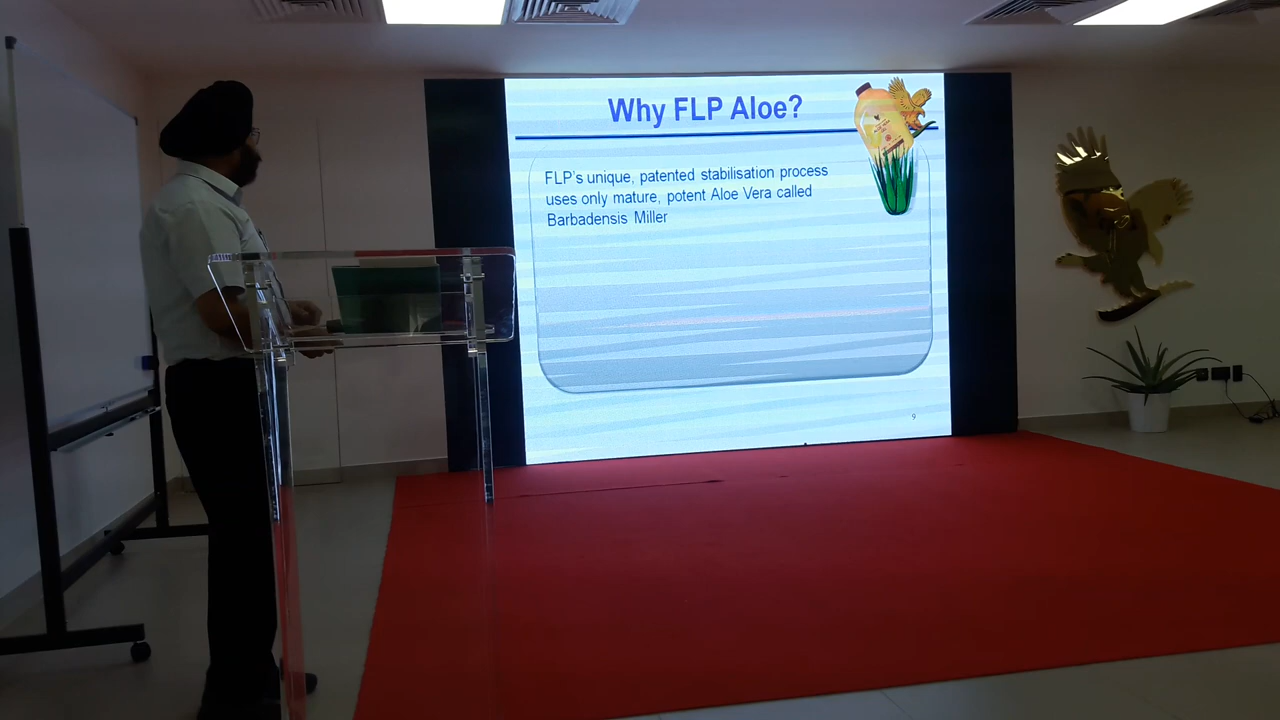 Why FLP Aloe?
FLP's unique, patented stabilisation process
uses only mature, potent Aloe Vera called
Barbadensis Miller
9